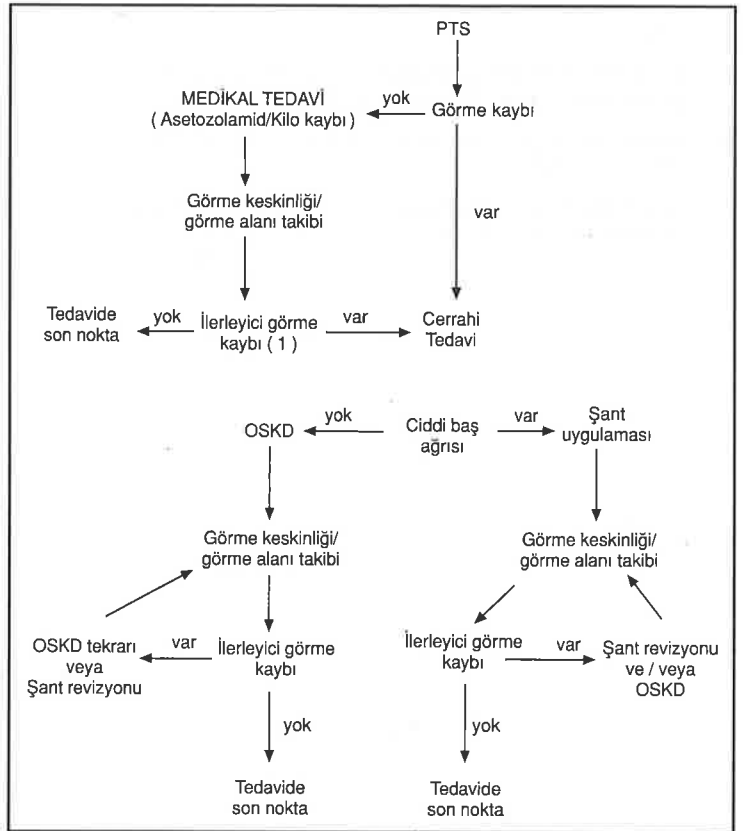 PTS
MEDİKAL TEDAVİ
( Asetozolamid/Kilo kaybı )
yok
Görme kaybı
Görme keskinliği/
görme alanı takibi
var
Tedavide
son nokta
yok
İlerleyici görme
kaybı ( 1 )
var
Cerrahi
Tedavi
OSKD
yok
Ciddi baş
ağrısı
var
Şant
uygulaması
Görme keskinliği/
görme alanı takibi
Görme keskinliği/
görme alanı takibi
OSKD tekrarı
veya
Şant revizyonu
var
İlerleyici görme
kaybı
İlerleyici görme
kaybı
var
Şant revizyonu
ve / veya
OSKD
yok
yok
Tedavide
son nokta
Tedavide
son nokta